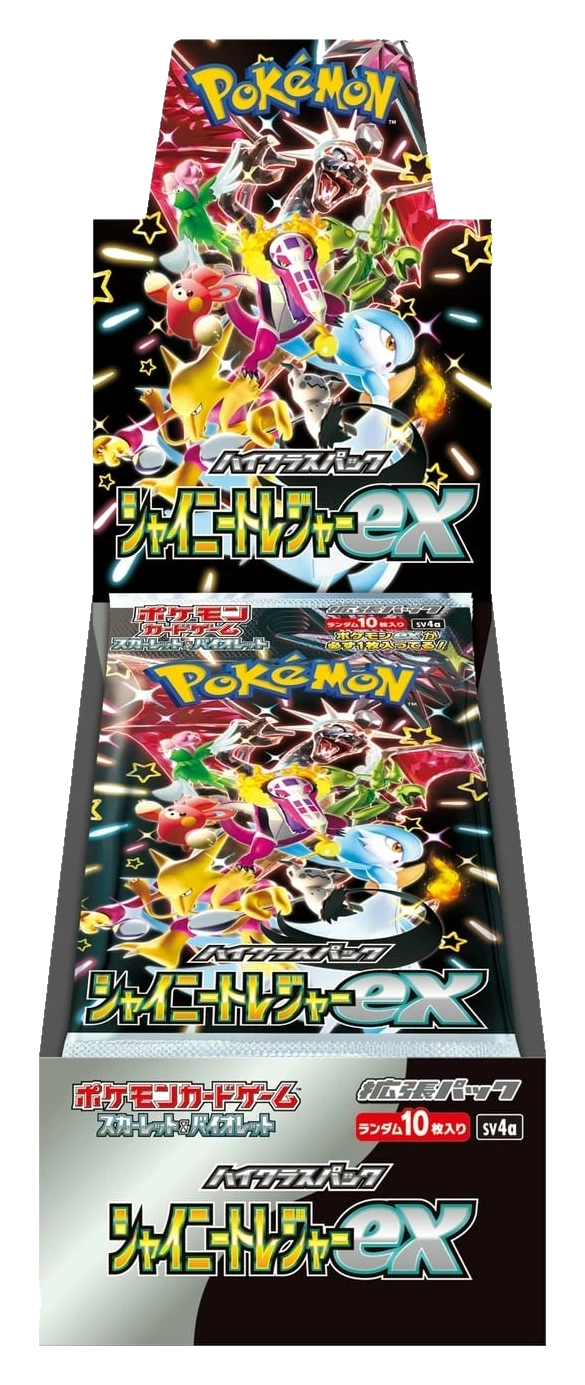 POKÉMON
TM
ハイクラスパック
シャイニートレジャーex
ポケモン
カードゲーム
スカーレット&バイオレット
拡張パック
ランダム10枚入り sv4a
ポケモンexが
必ず1枚入ってる!
POKÉMON
TM
ハイクラスパック
シャイニートレジャーex
ポケモンカードゲーム
スカーレット&バイオレット
拡張パック
ランダム10枚入り sv4a
ハイクラスパック
シャイニートレジャーex